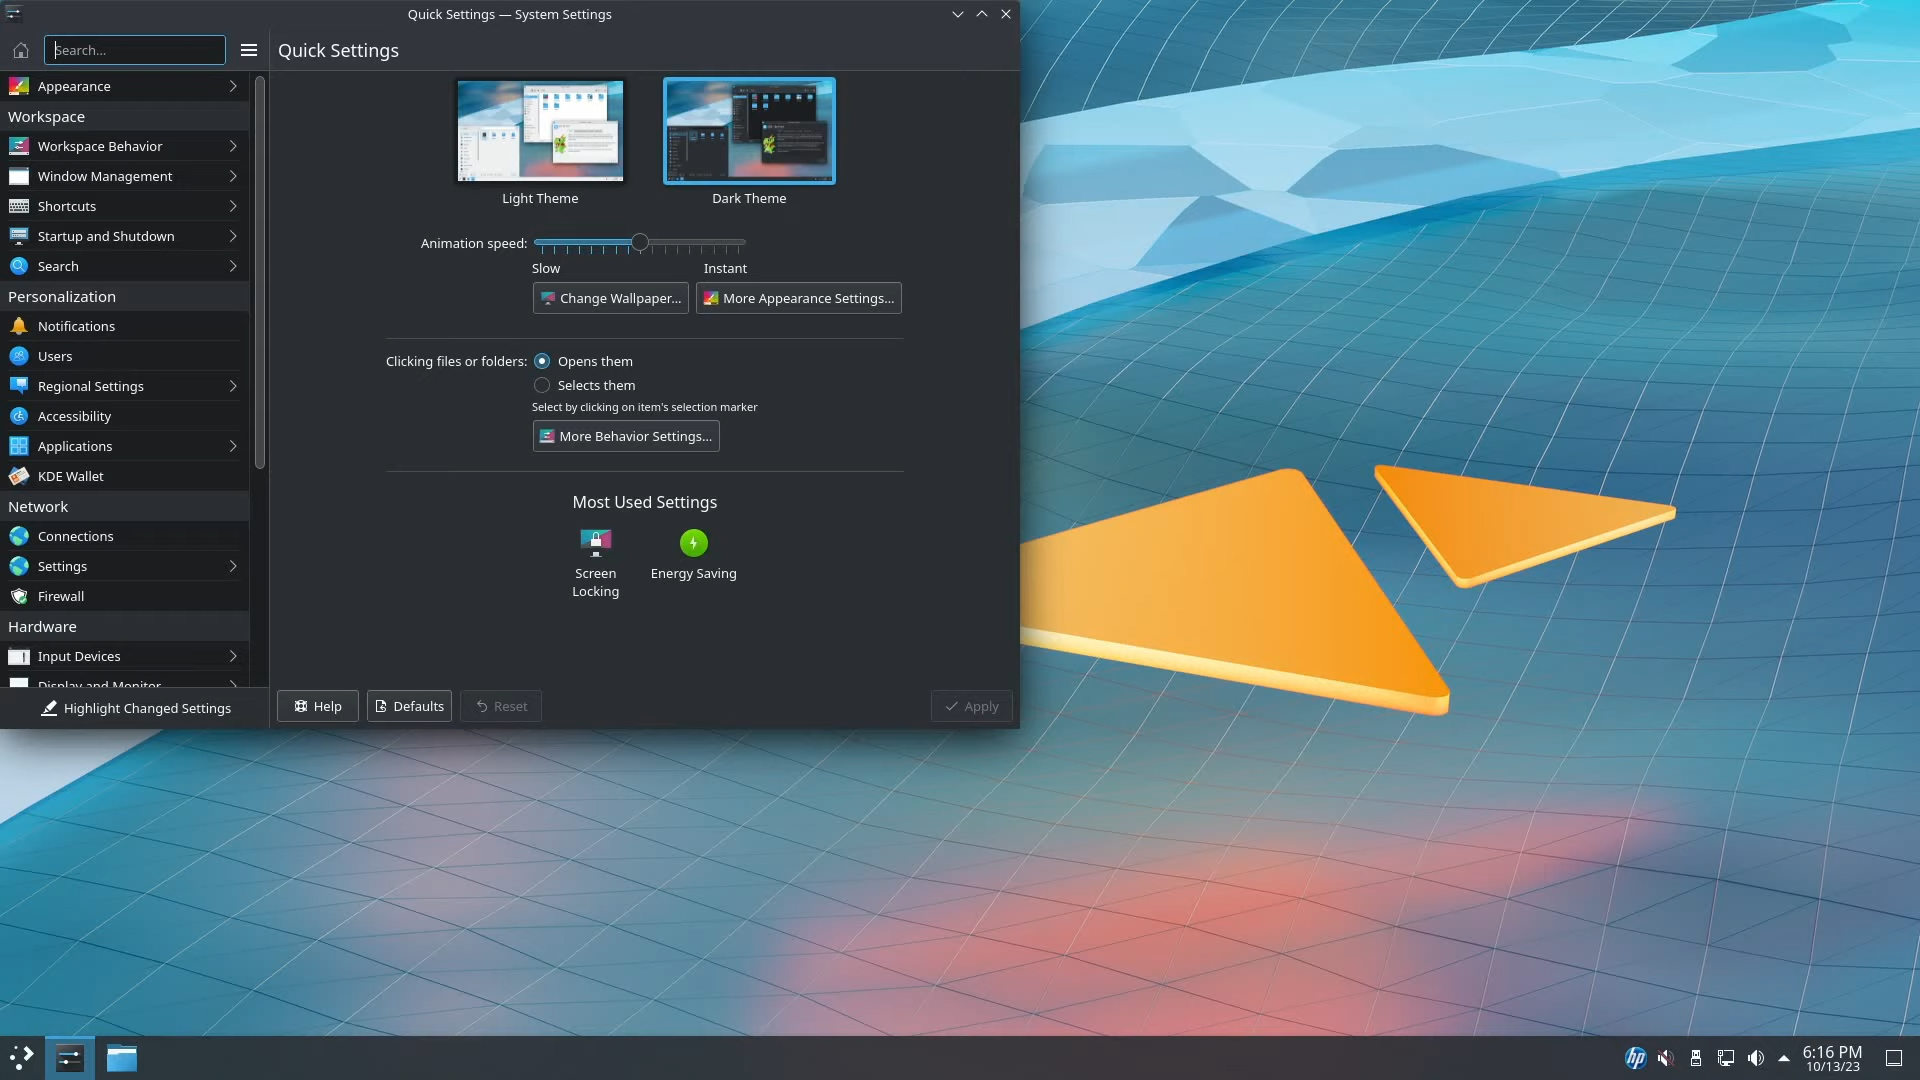 Quick Settings — System Settings
Search...
Quick Settings
Appearance
Workspace
Workspace Behavior
Window Management
Shortcuts
Startup and Shutdown
Search
Personalization
Notifications
Users
Regional Settings
Accessibility
Applications
KDE Wallet
Network
Connections
Settings
Firewall
Hardware
Input Devices
Display and Monitor
Highlight Changed Settings
Light Theme
Dark Theme
Animation speed:
Slow
Instant
Change Wallpaper...
More Appearance Settings...
Clicking files or folders:
Opens them
Selects them
Select by clicking on item's selection marker
More Behavior Settings...
Most Used Settings
Screen
Locking
Energy Saving
Help
Defaults
Reset
Apply
hp
6:16 PM
10/13/23